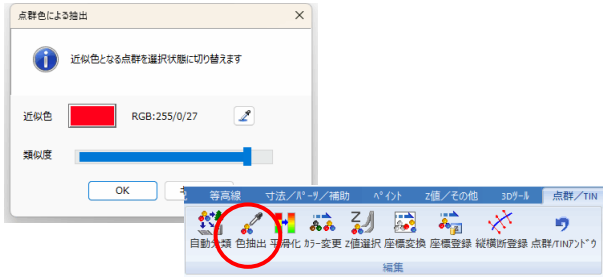 点群色による抽出
近似色となる点群を選択状態に切り替えます
近似色
RGB:255/0/27
類似度
OK
等高線 寸法/パーツ/補助 ペイント z値/その他 3Dツール 点群/TIN
自動分類 色抽出 平滑化 カラー変更 z値選択 座標変換 座標登録 縦横断登録 点群/TINアンドウ
編集